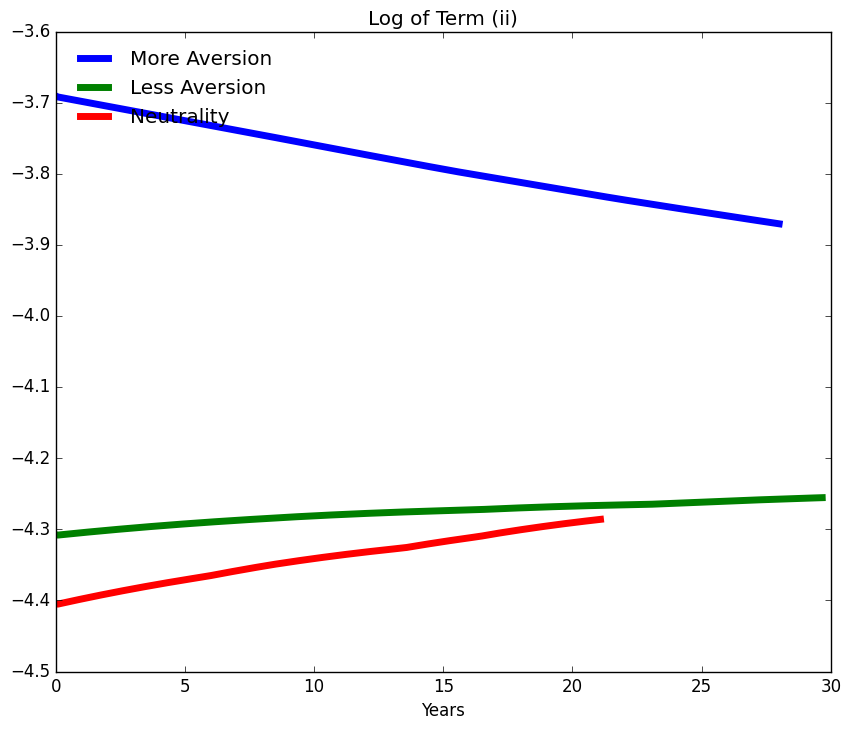 Log of Term (ii)
−3.6
−3.7
−3.8
−3.9
−4.0
−4.1
−4.2
−4.3
−4.4
−4.5
More Aversion
Less Aversion
Neutrality
0 5 10 15 20 25 30
Years